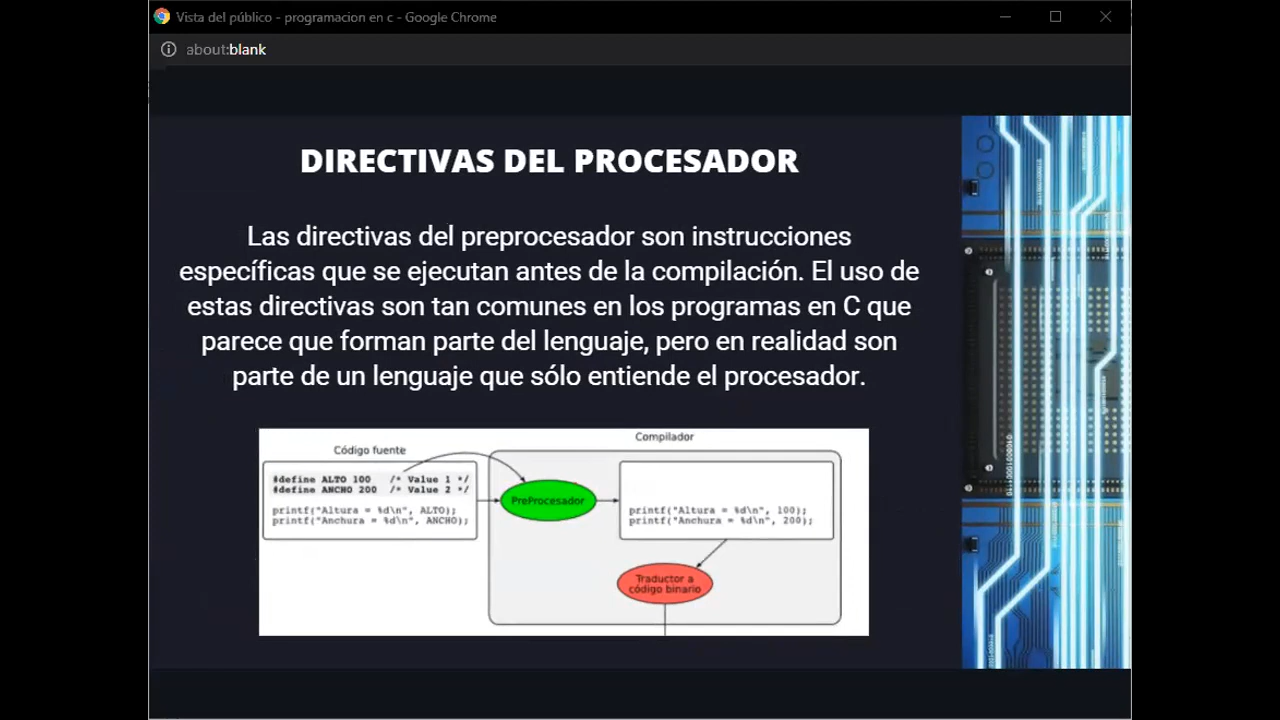 Vista del público - programacion en c - Google Chrome
about:blank
DIRECTIVAS DEL PROCESADOR
Las directivas del preprocesador son instrucciones
específicas que se ejecutan antes de la compilación. El uso de
estas directivas son tan comunes en los programas en C que
parece que forman parte del lenguaje, pero en realidad son
parte de un lenguaje que sólo entiende el procesador.
Código fuente
#define ALTO 100 /* Value 1 */
#define ANCHO 200 /* Value 2 */
printf("Altura = %d\n", ALTO);
printf("Anchura = %d\n", ANCHO);
Compilador
PreProcesador
printf("Altura = %d\n", 100);
printf("Anchura = %d\n", 200);
Traductor a
código binario